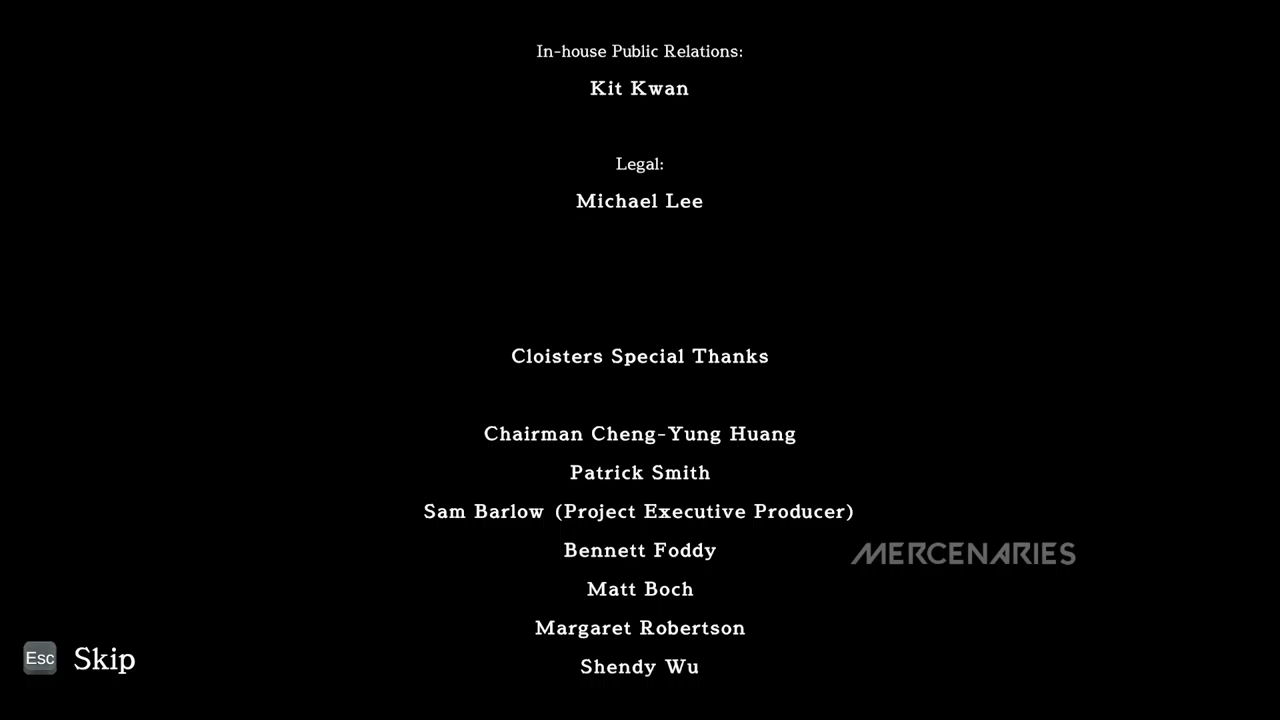 In-house Public Relations:
Kit Kwan
Legal:
Michael Lee
Cloisters Special Thanks
Chairman Cheng-Yung Huang
Patrick Smith
Sam Barlow (Project Executive Producer)
Bennett Foddy
MERCENARIES
Matt Boch
Margaret Robertson
Esc Skip
Shendy Wu